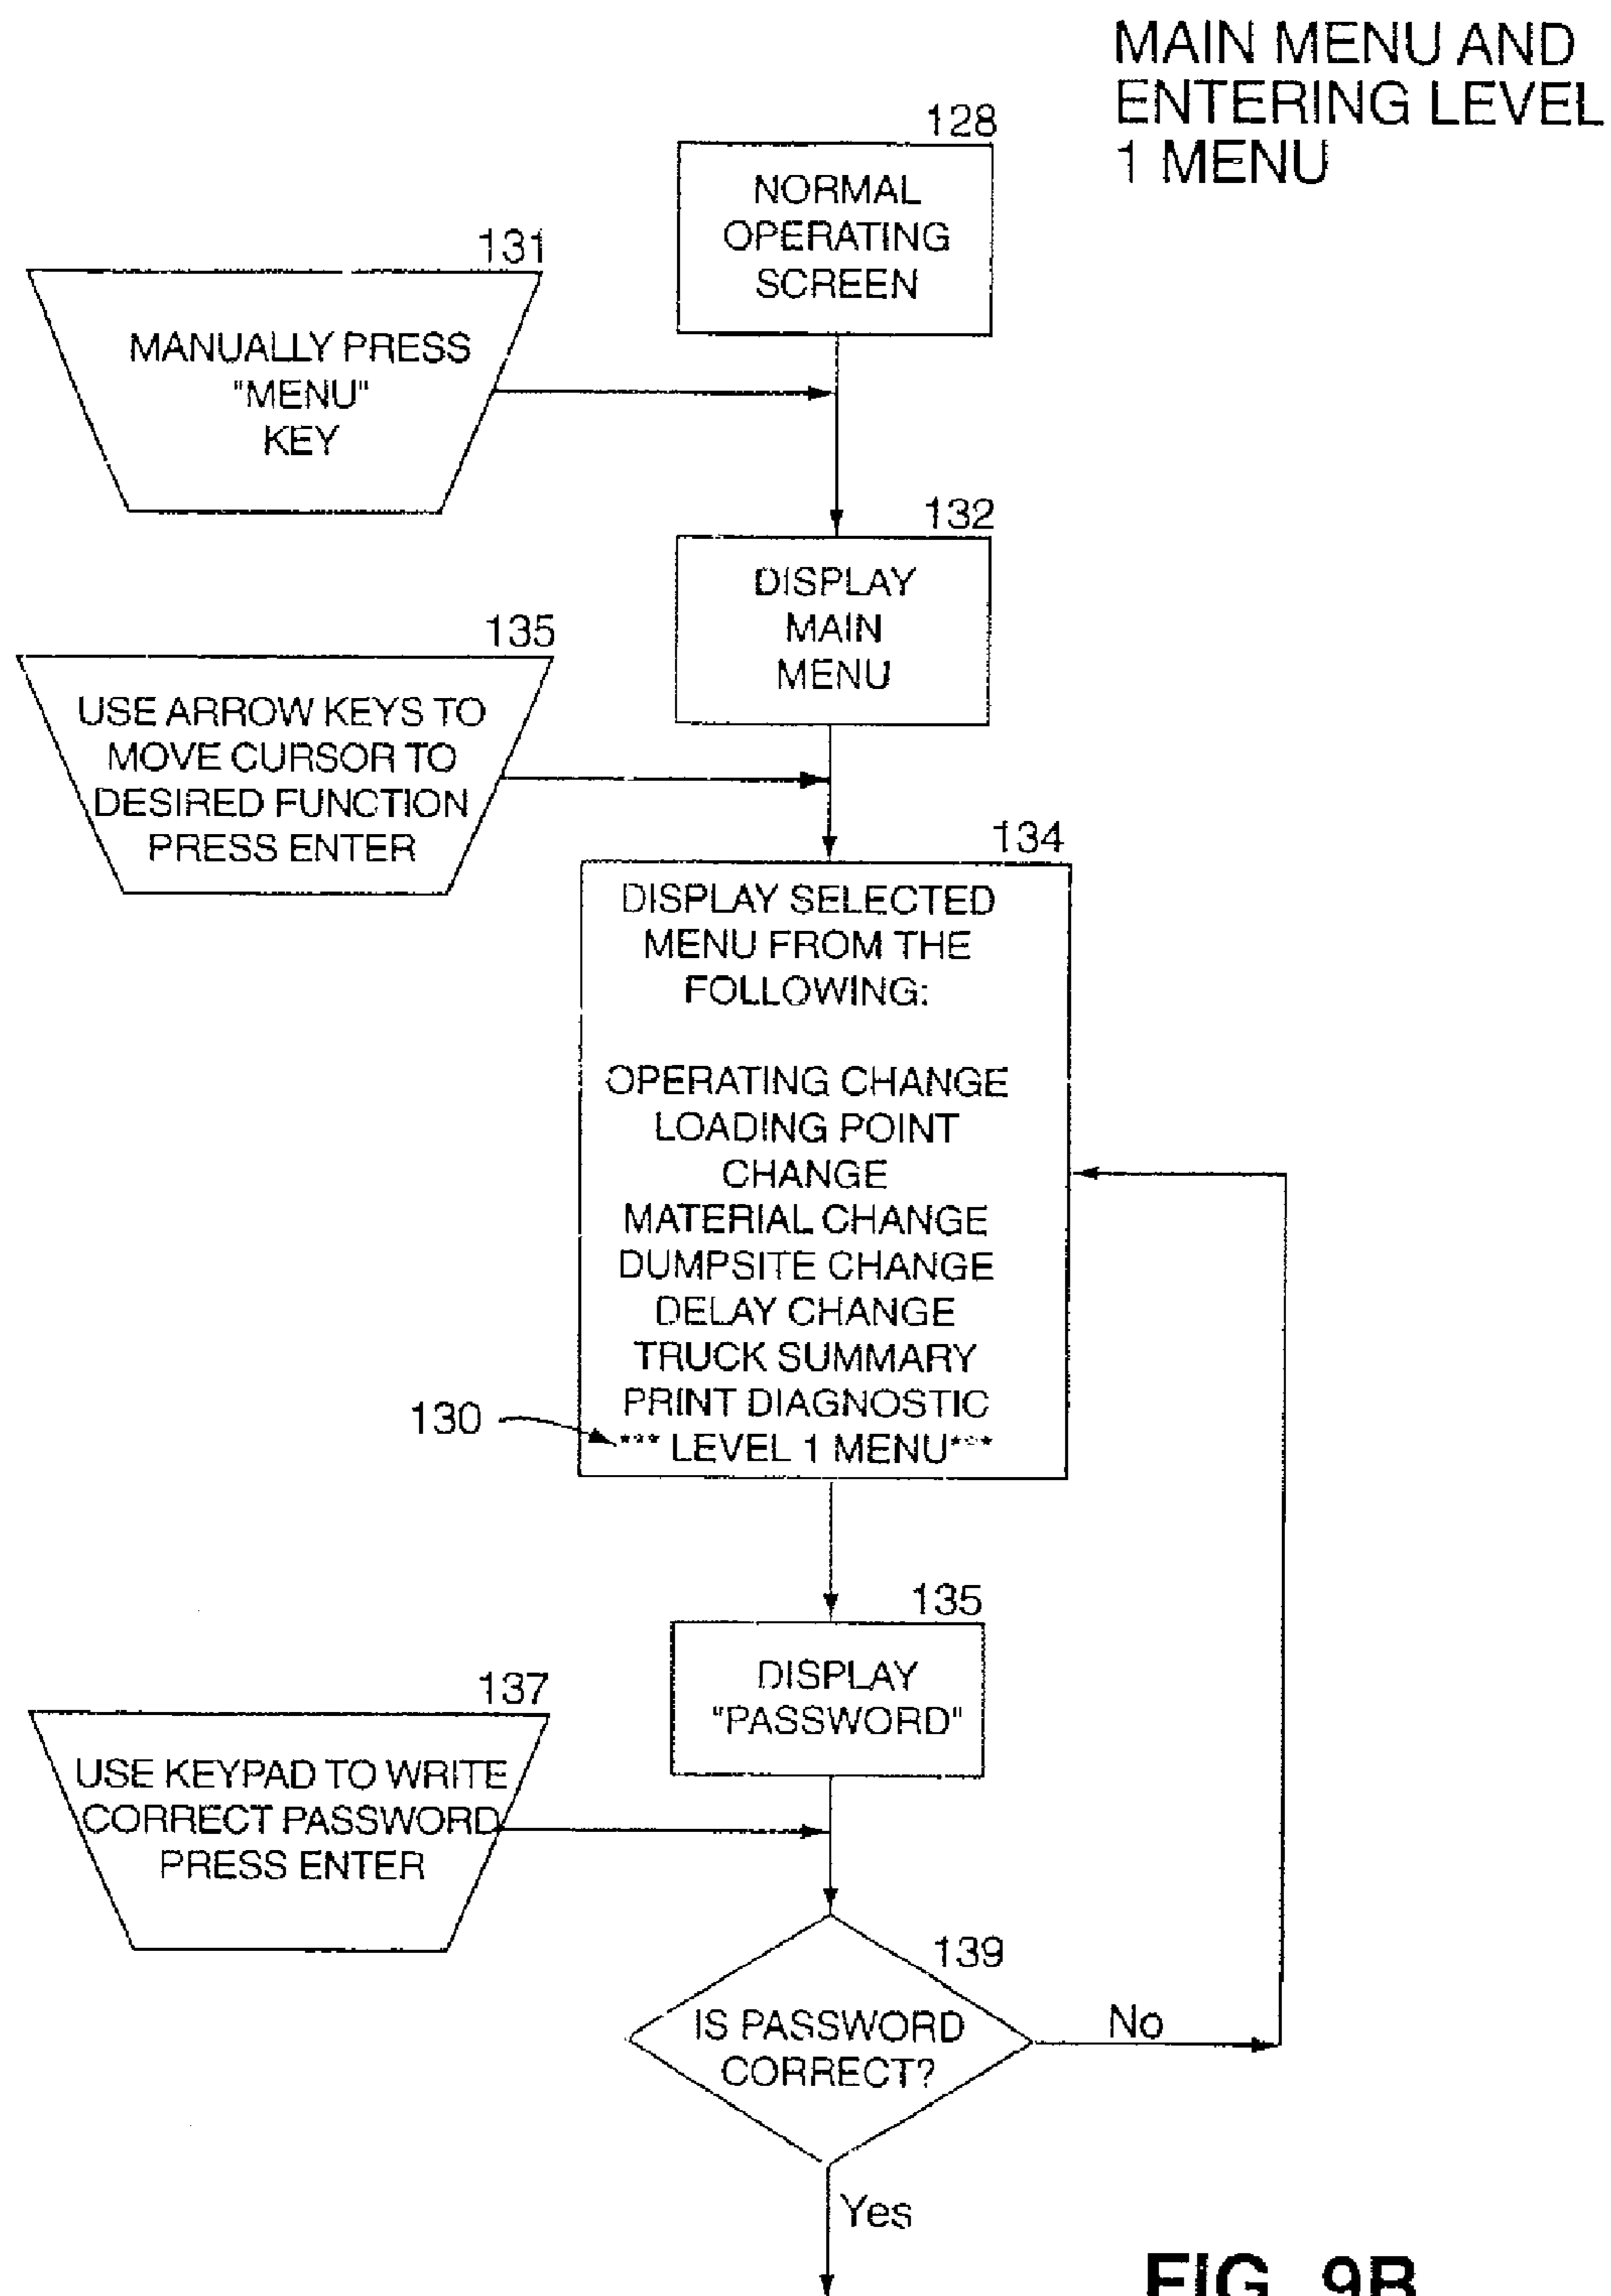 MAIN MENU AND
ENTERING LEVEL
1 MENU
128
NORMAL
OPERATING
SCREEN
131
MANUALLY PRESS
"MENU"
KEY
132
DISPLAY
MAIN
MENU
135
USE ARROW KEYS TO
MOVE CURSOR TO
DESIRED FUNCTION
PRESS ENTER
134
DISPLAY SELECTED
MENU FROM THE
FOLLOWING:
OPERATING CHANGE
LOADING POINT
CHANGE
MATERIAL CHANGE
DUMPSITE CHANGE
DELAY CHANGE
TRUCK SUMMARY
PRINT DIAGNOSTIC
130
*** LEVEL 1 MENU***
135
DISPLAY
"PASSWORD"
137
USE KEYPAD TO WRITE
CORRECT PASSWORD
PRESS ENTER
139
IS PASSWORD
CORRECT?
No
Yes
FIG. 9B